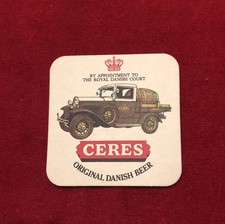 BY APPOINTMENT TO
THE ROYAL DANISH COURT
CERES
ORIGINAL DANISH BEER